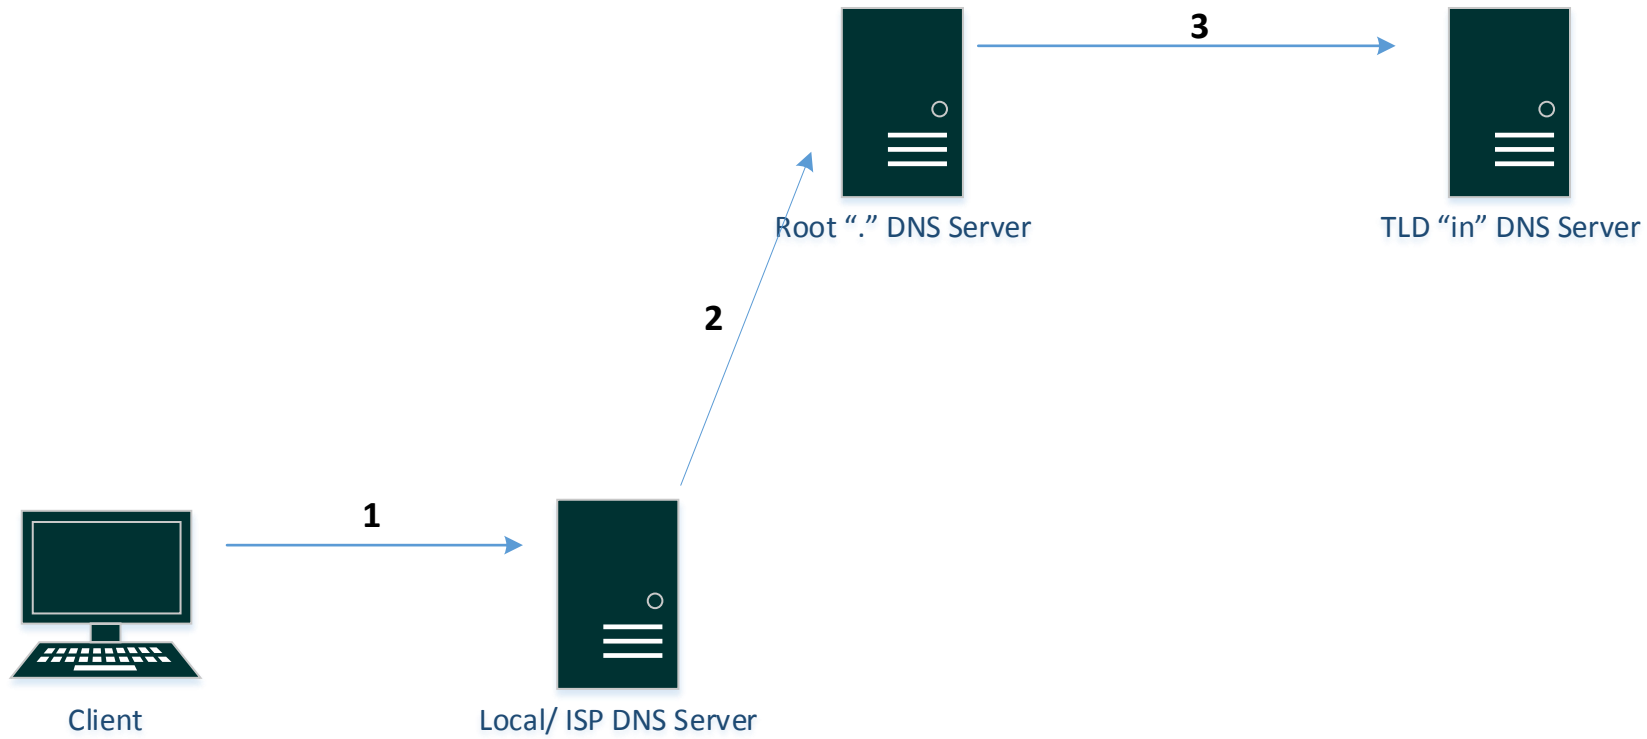 3
Root “.” DNS Server
TLD “in” DNS Server
2
1
Client
Local/ ISP DNS Server